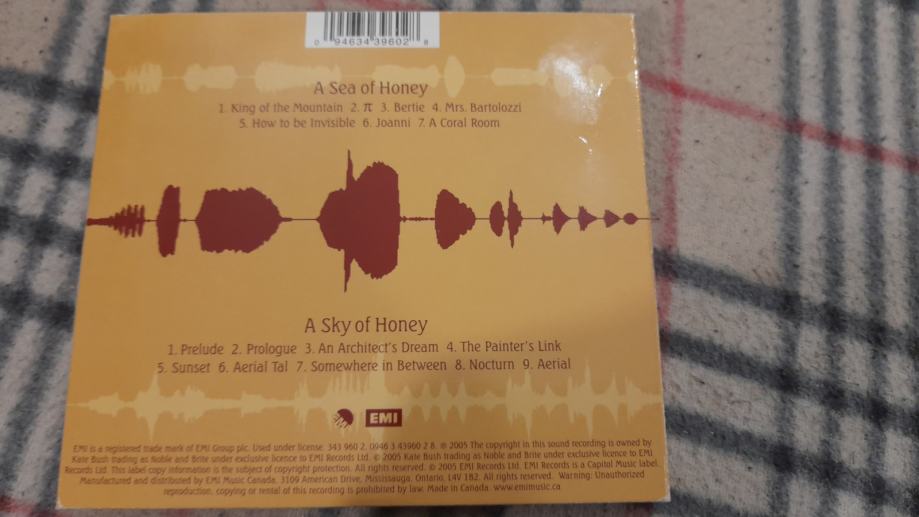 0 94634 39602 8
A Sea of Honey
1. King of the Mountain 2. π 3. Bertie 4. Mrs. Bartolozzi
5. How to be Invisible 6. Joanni 7. A Coral Room
A Sky of Honey
1. Prelude 2. Prologue 3. An Architect's Dream 4. The Painter's Link
5. Sunset 6. Aerial Tal 7. Somewhere in Between 8. Nocturn 9. Aerial
EMI
EMI is a registered trade mark of EMI Group plc. Used under license. 343 960 2. 0946 3 43960 2 8. ℗ 2005 The copyright in this sound recording is owned by
Kate Bush trading as Noble and Brite under exclusive licence to EMI Records Ltd. © 2005 Kate Bush trading as Noble and Brite under exclusive licence to EMI
Records Ltd. This label copy information is the subject of copyright protection. All rights reserved. © 2005 EMI Records Ltd. EMI Records is a Capitol Music label.
Manufactured and distributed by EMI Music Canada. 3109 American Drive, Mississauga, Ontario, L4V 1B2. All rights reserved. Warning: Unauthorized
reproduction, copying or rental of this recording is prohibited by law. Made in Canada. www.emimusic.ca